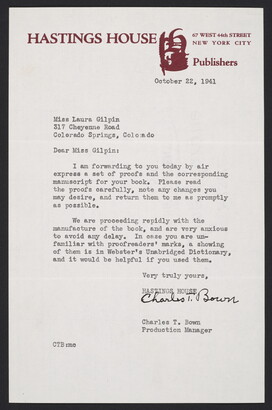 HASTINGS HOUSE
67 WEST 44th STREET
NEW YORK CITY
Publishers
October 22, 1941
Miss Laura Gilpin
317 Cheyenne Road
Colorado Springs, Colorado
Dear Miss Gilpin:
I am forwarding to you today by air
express a set of proofs and the corresponding
manuscript for your book. Please read
the proofs carefully, note any changes you
may desire, and return them to me as promptly
as possible.
We are proceeding rapidly with the
manufacture of the book, and are very anxious
to avoid any delay. In case you are un-
familiar with proofreaders' marks, a showing
of them is in Webster's Unabridged Dictionary,
and it would be helpful if you used them.
Very truly yours,
HASTINGS HOUSE
Charles T. Bown
Charles T. Bown
Production Manager
CTB:mc